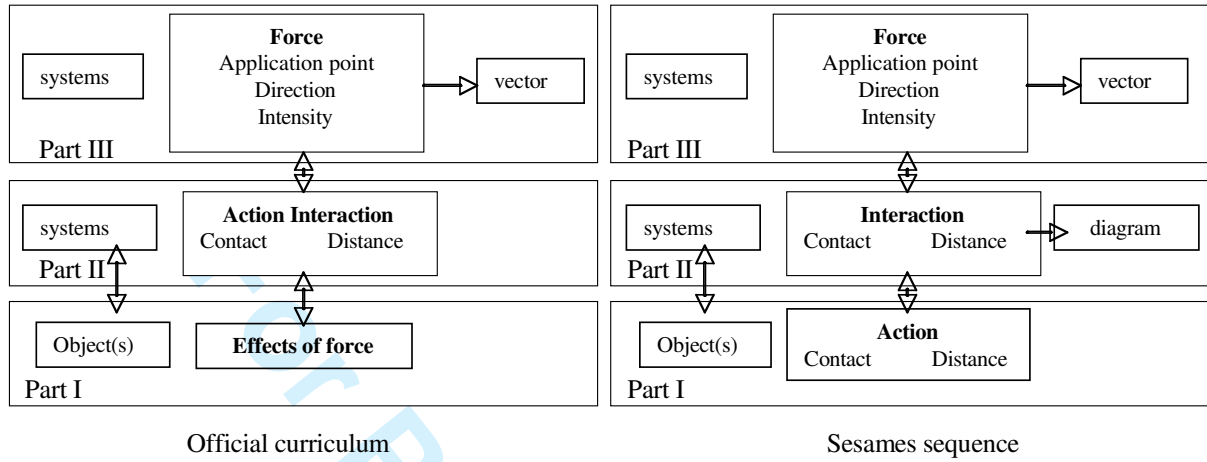 Force
Application point
Direction
Intensity
systems
vector
Part III
Action Interaction
Contact Distance
systems
Part II
Object(s)
Effects of force
Part I
Official curriculum
Force
Application point
Direction
Intensity
systems
vector
Part III
Interaction
Contact Distance
systems
diagram
Part II
Action
Contact Distance
Object(s)
Part I
Sesames sequence
For